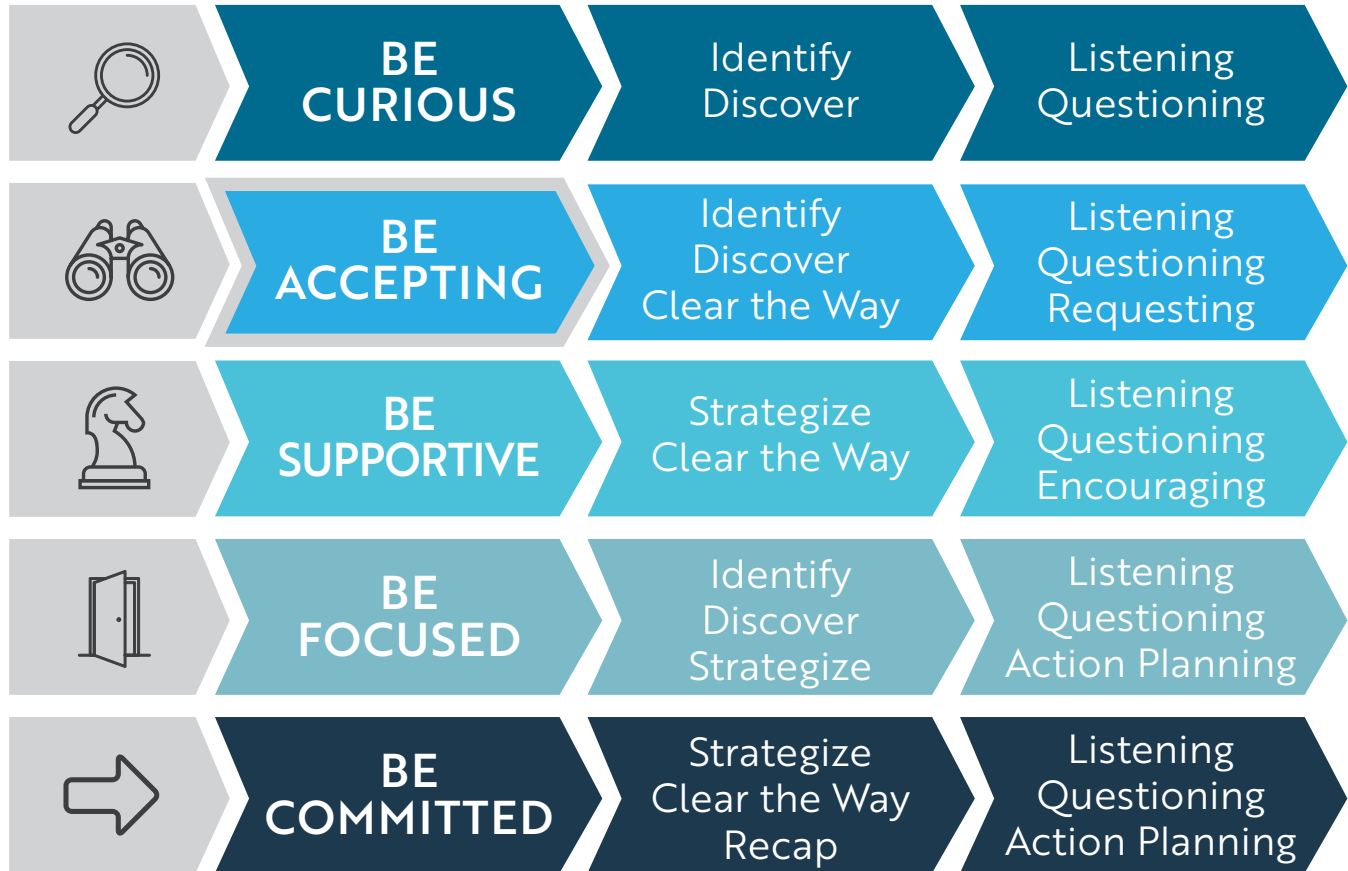 BE
CURIOUS
Identify
Discover
Listening
Questioning
BE
ACCEPTING
Identify
Discover
Clear the Way
Listening
Questioning
Requesting
BE
SUPPORTIVE
Strategize
Clear the Way
Listening
Questioning
Encouraging
BE
FOCUSED
Identify
Discover
Strategize
Listening
Questioning
Action Planning
BE
COMMITTED
Strategize
Clear the Way
Recap
Listening
Questioning
Action Planning